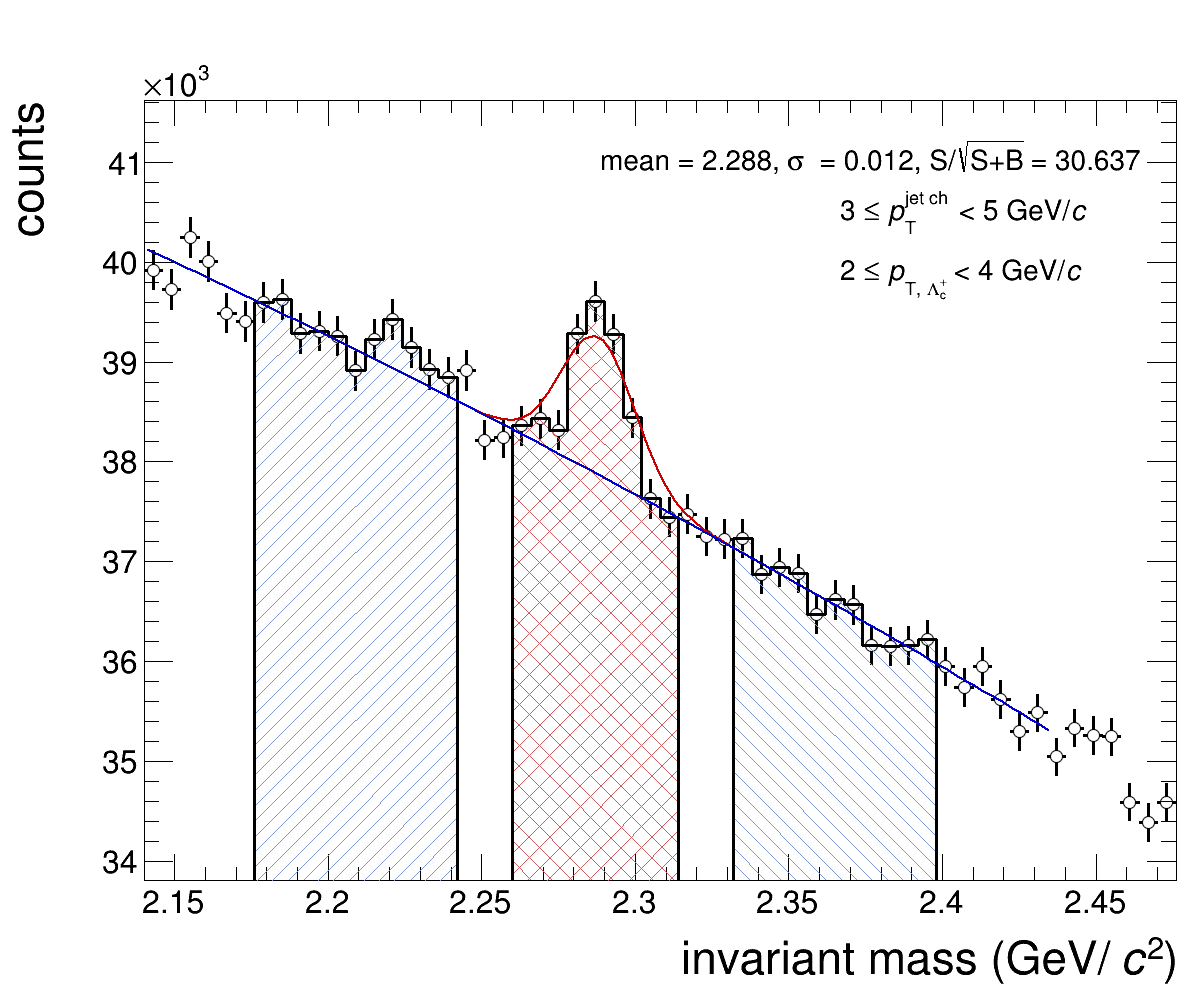 ×10³
counts
mean = 2.288, σ = 0.012, S/√S+B = 30.637
3 ≤ p_T^{jet ch} < 5 GeV/c
2 ≤ p_{T, Λ_c^+} < 4 GeV/c
41
40
39
38
37
36
35
34
2.15 2.2 2.25 2.3 2.35 2.4 2.45
invariant mass (GeV/ c²)